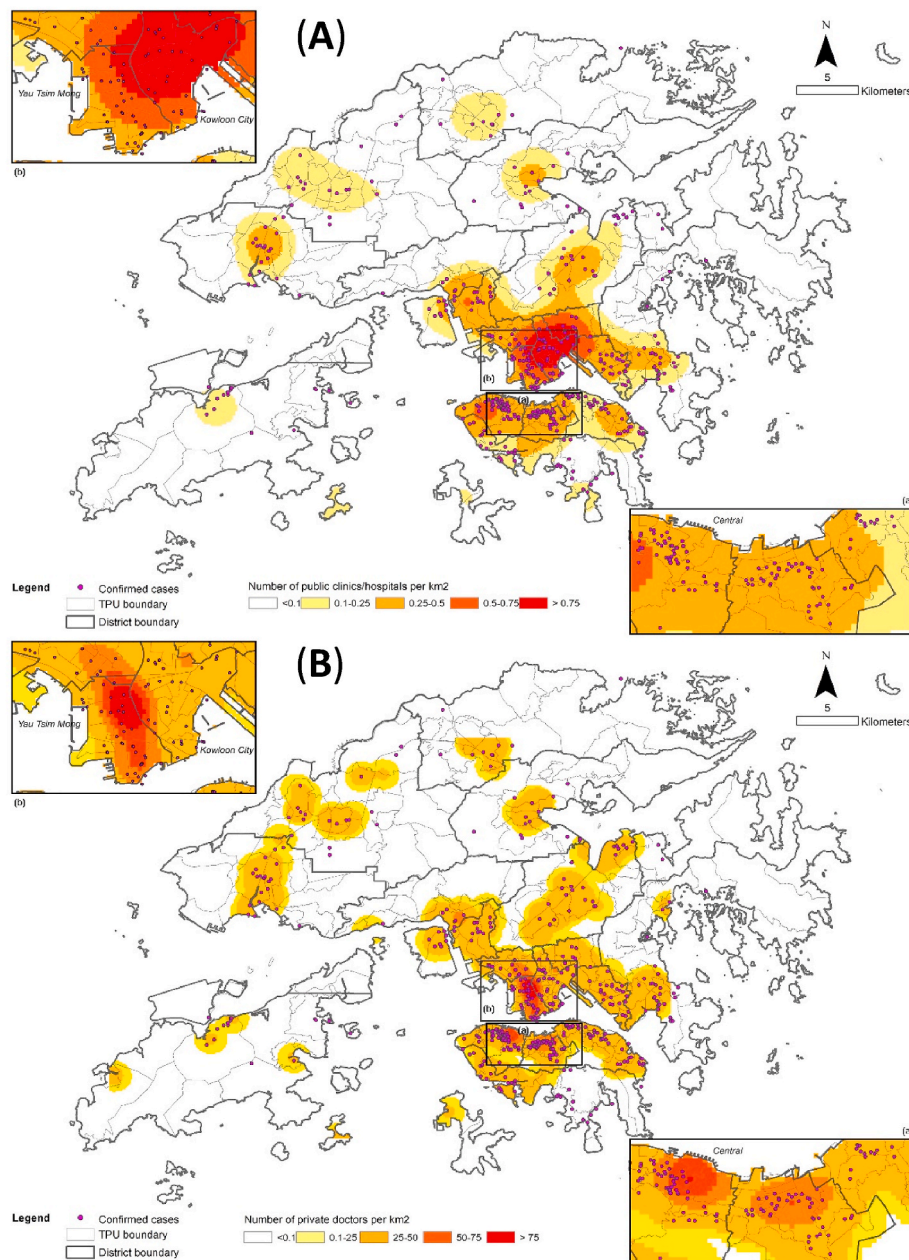 (A)
N
5
Kilometers
Yau Tsim Mong
Kowloon City
(b)
(b)
(a)
(a
Central
Legend
Confirmed cases
TPU boundary
District boundary
Number of public clinics/hospitals per km2
<0.1 0.1-0.25 0.25-0.5 0.5-0.75 > 0.75
(B)
N
5
Kilometers
Yau Tsim Mong
Kowloon City
(b)
(b)
(a)
(a
Central
Legend
Confirmed cases
TPU boundary
District boundary
Number of private doctors per km2
<0.1 0.1-25 25-50 50-75 > 75